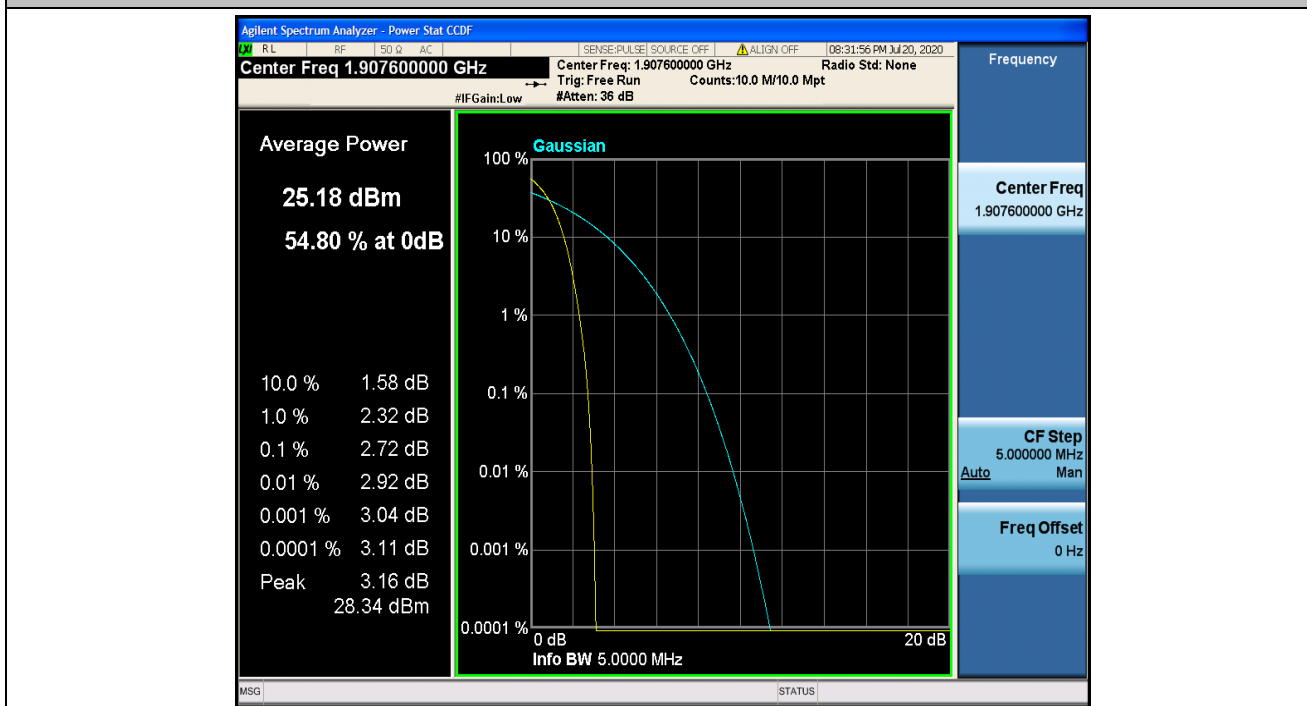 Agilent Spectrum Analyzer - Power Stat CCDF
LXI RL RF 50 Ω AC SENSE:PULSE SOURCE OFF ALIGN OFF 08:31:56 PM Jul 20, 2020
Center Freq 1.907600000 GHz
Center Freq: 1.907600000 GHz Radio Std: None
Trig: Free Run Counts:10.0 M/10.0 Mpt
#IFGain:Low #Atten: 36 dB
Frequency
Average Power
25.18 dBm
54.80 % at 0dB
10.0 % 1.58 dB
1.0 % 2.32 dB
0.1 % 2.72 dB
0.01 % 2.92 dB
0.001 % 3.04 dB
0.0001 % 3.11 dB
Peak 3.16 dB
28.34 dBm
Gaussian
100 %
10 %
1 %
0.1 %
0.01 %
0.001 %
0.0001 %
0 dB 20 dB
Info BW 5.0000 MHz
Center Freq
1.907600000 GHz
CF Step
5.000000 MHz
Auto Man
Freq Offset
0 Hz
MSG STATUS